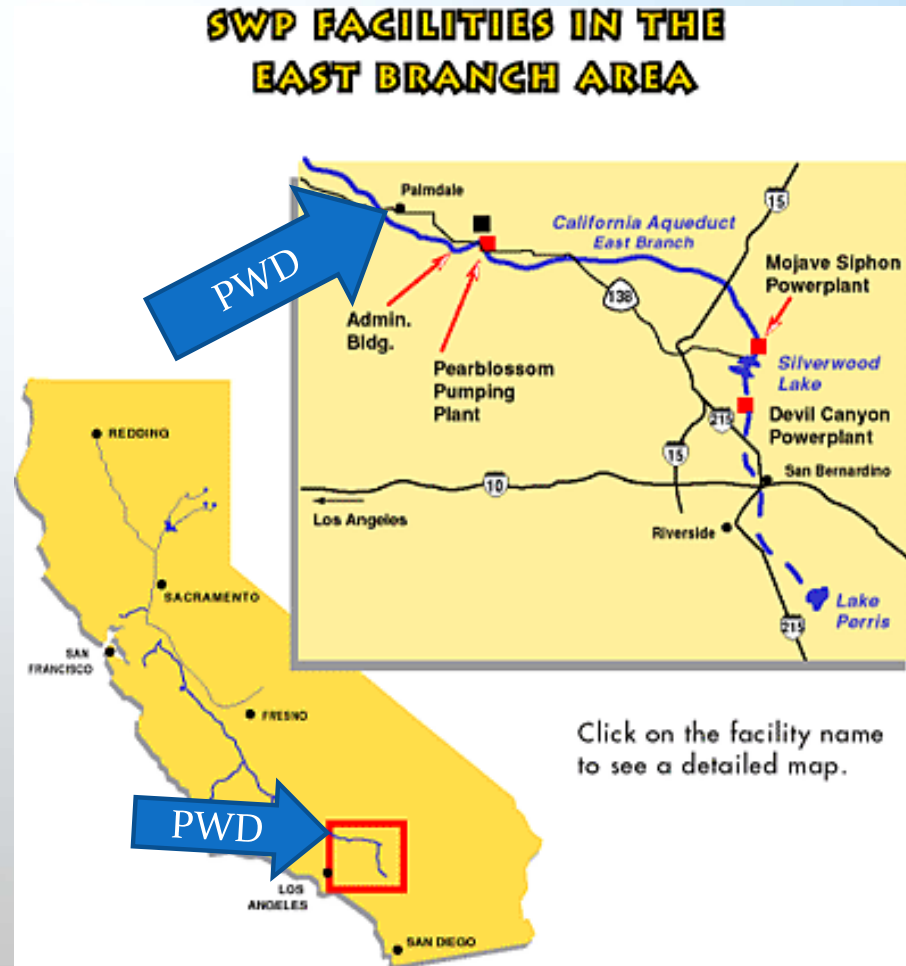 SWP FACILITIES IN THE
EAST BRANCH AREA
Palmdale
15
California Aqueduct
East Branch
PWD
Mojave Siphon
Powerplant
138
Admin.
Bldg.
Pearblossom
Pumping
Plant
Silverwood
Lake
Devil Canyon
Powerplant
215
15
San Bernardino
10
Los Angeles
Riverside
Lake
Perris
215
REDDING
SACRAMENTO
SAN
FRANCISCO
FRESNO
Click on the facility name
to see a detailed map.
PWD
LOS
ANGELES
SAN DIEGO